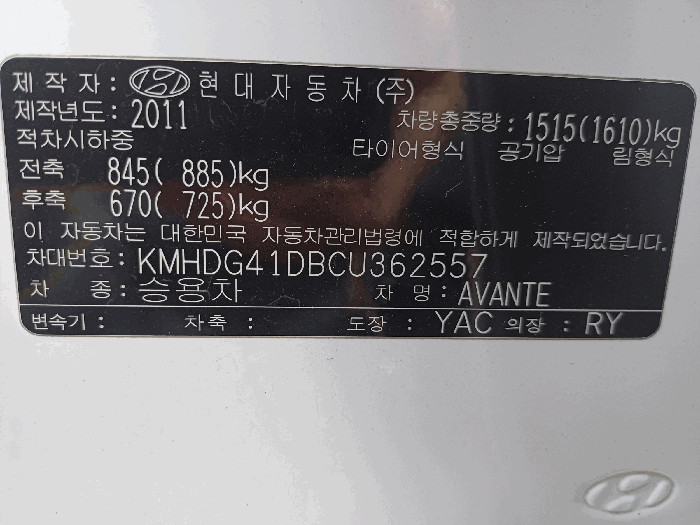 제 작 자 : 현대자동차(주)
제작년도 : 2011 차량총중량 : 1515(1610)kg
적차시하중 타이어형식 공기압 림형식
전축 845( 885)kg
후축 670( 725)kg
이 자동차는 대한민국 자동차관리법령에 적합하게 제작되었습니다.
차대번호 : KMHDG41DBCU362557
차 종 : 승용차 차 명 : AVANTE
변속기 : 차축 : 도장 : YAC 의장 : RY